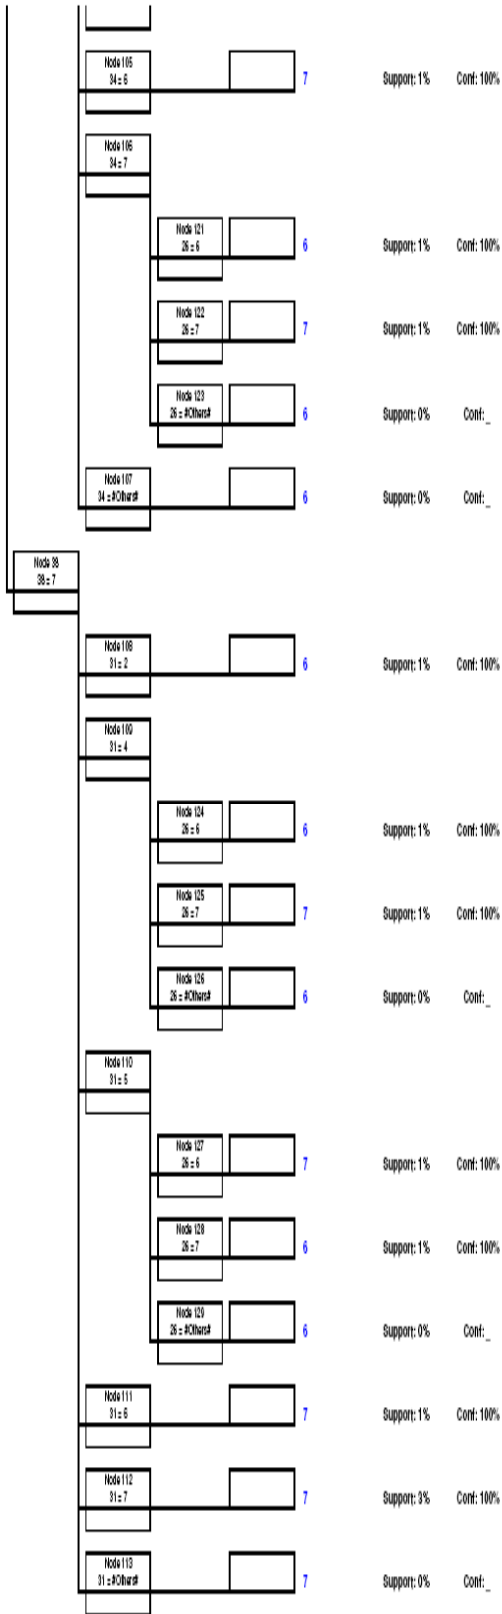 Node 105
34 = 6
7 Support: 1% Conf: 100%
Node 106
34 = 7
Node 121
26 = 6
6 Support: 1% Conf: 100%
Node 122
26 = 7
7 Support: 1% Conf: 100%
Node 123
26 = #Others#
6 Support: 0% Conf: _
Node 107
34 = #Others#
6 Support: 0% Conf: _
Node 38
38 = 7
Node 108
31 = 2
6 Support: 1% Conf: 100%
Node 109
31 = 4
Node 124
26 = 6
6 Support: 1% Conf: 100%
Node 125
26 = 7
7 Support: 1% Conf: 100%
Node 126
26 = #Others#
6 Support: 0% Conf: _
Node 110
31 = 5
Node 127
26 = 6
7 Support: 1% Conf: 100%
Node 128
26 = 7
6 Support: 1% Conf: 100%
Node 129
26 = #Others#
6 Support: 0% Conf: _
Node 111
31 = 6
7 Support: 1% Conf: 100%
Node 112
31 = 7
7 Support: 3% Conf: 100%
Node 113
31 = #Others#
7 Support: 0% Conf: _